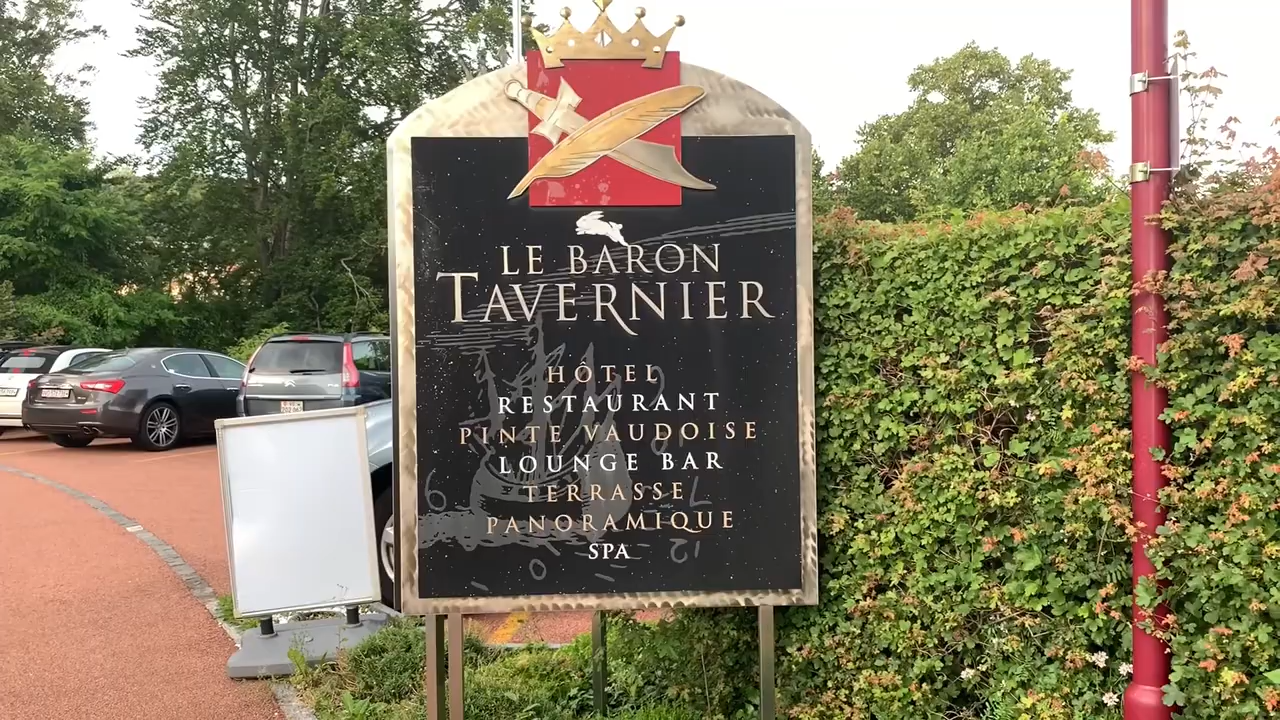 LE BARON
TAVERNIER
HÔTEL
RESTAURANT
PINTE VAUDOISE
LOUNGE BAR
TERRASSE
PANORAMIQUE
SPA